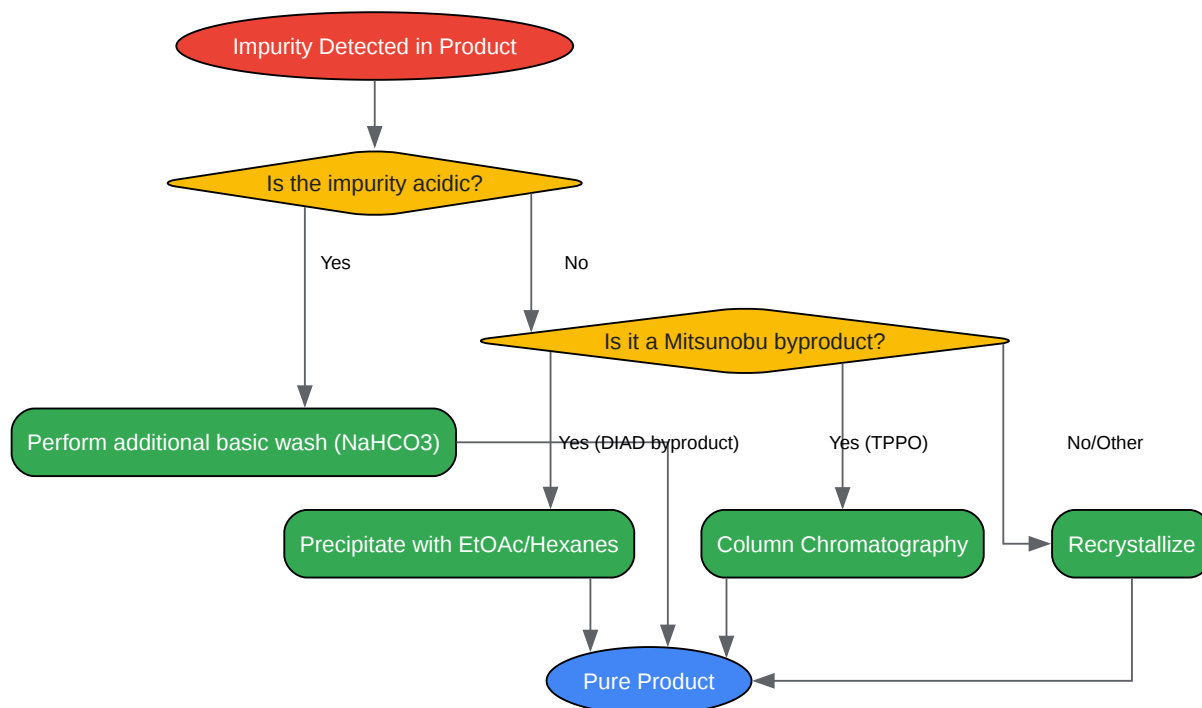 Impurity Detected in Product
Is the impurity acidic?
Yes
No
Is it a Mitsunobu byproduct?
Perform additional basic wash (NaHCO3)
Yes (DIAD byproduct)
Yes (TPPO)
No/Other
Precipitate with EtOAc/Hexanes
Column Chromatography
Recrystallize
Pure Product